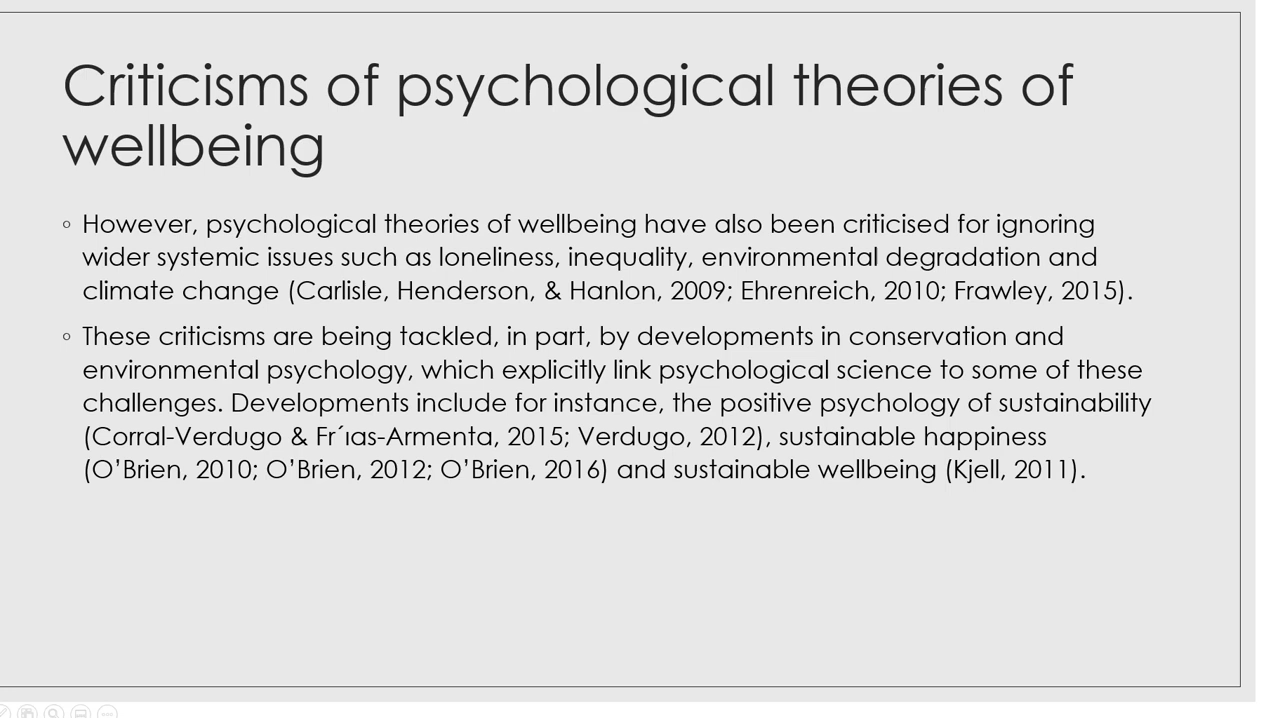 Criticisms of psychological theories of
wellbeing
◦ However, psychological theories of wellbeing have also been criticised for ignoring
wider systemic issues such as loneliness, inequality, environmental degradation and
climate change (Carlisle, Henderson, & Hanlon, 2009; Ehrenreich, 2010; Frawley, 2015).
◦ These criticisms are being tackled, in part, by developments in conservation and
environmental psychology, which explicitly link psychological science to some of these
challenges. Developments include for instance, the positive psychology of sustainability
(Corral-Verdugo & Fr´ıas-Armenta, 2015; Verdugo, 2012), sustainable happiness
(O’Brien, 2010; O’Brien, 2012; O’Brien, 2016) and sustainable wellbeing (Kjell, 2011).